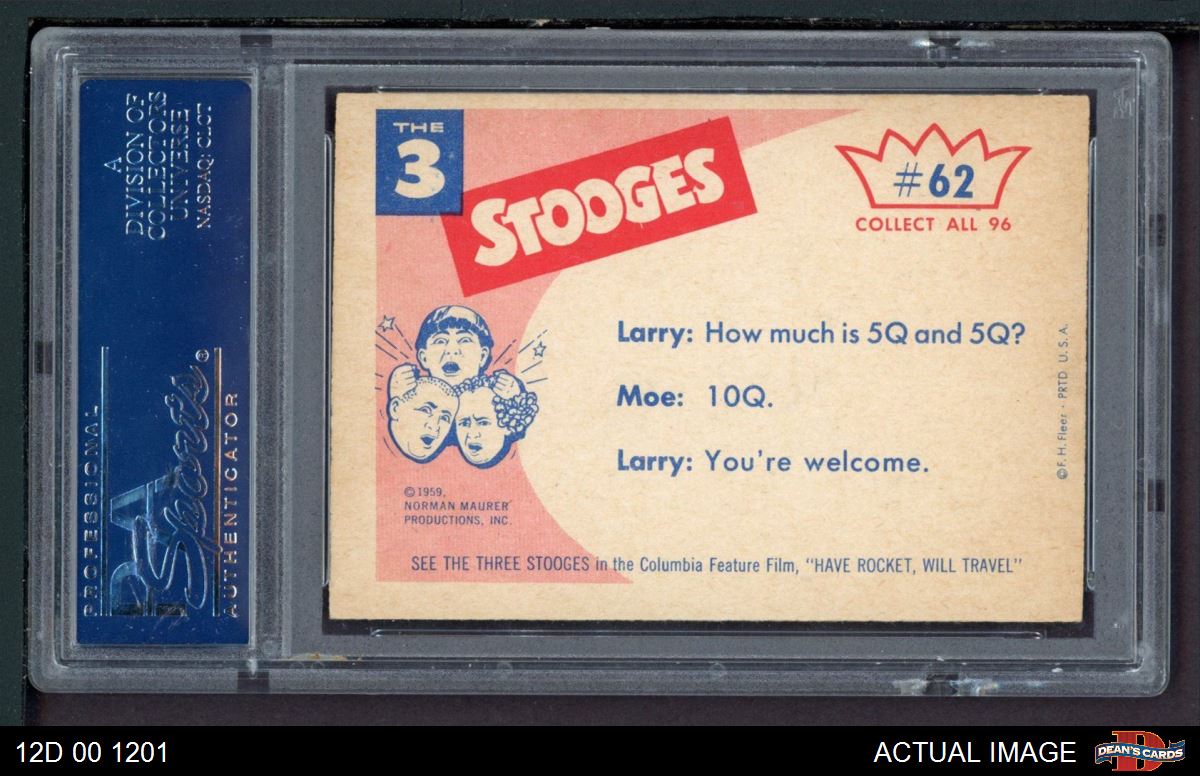 A
DIVISION OF
COLLECTORS
UNIVERSE
NASDAQ: CLCT
PROFESSIONAL
PSA
Sports®
AUTHENTICATOR
THE
3
STOOGES
#62
COLLECT ALL 96
Larry: How much is 5Q and 5Q?
Moe: 10Q.
Larry: You're welcome.
©1959,
NORMAN MAURER
PRODUCTIONS, INC.
SEE THE THREE STOOGES in the Columbia Feature Film, "HAVE ROCKET, WILL TRAVEL"
©F. H. Fleer · PRTD U. S. A.
12D 00 1201
ACTUAL IMAGE
D
DEAN'S CARDS